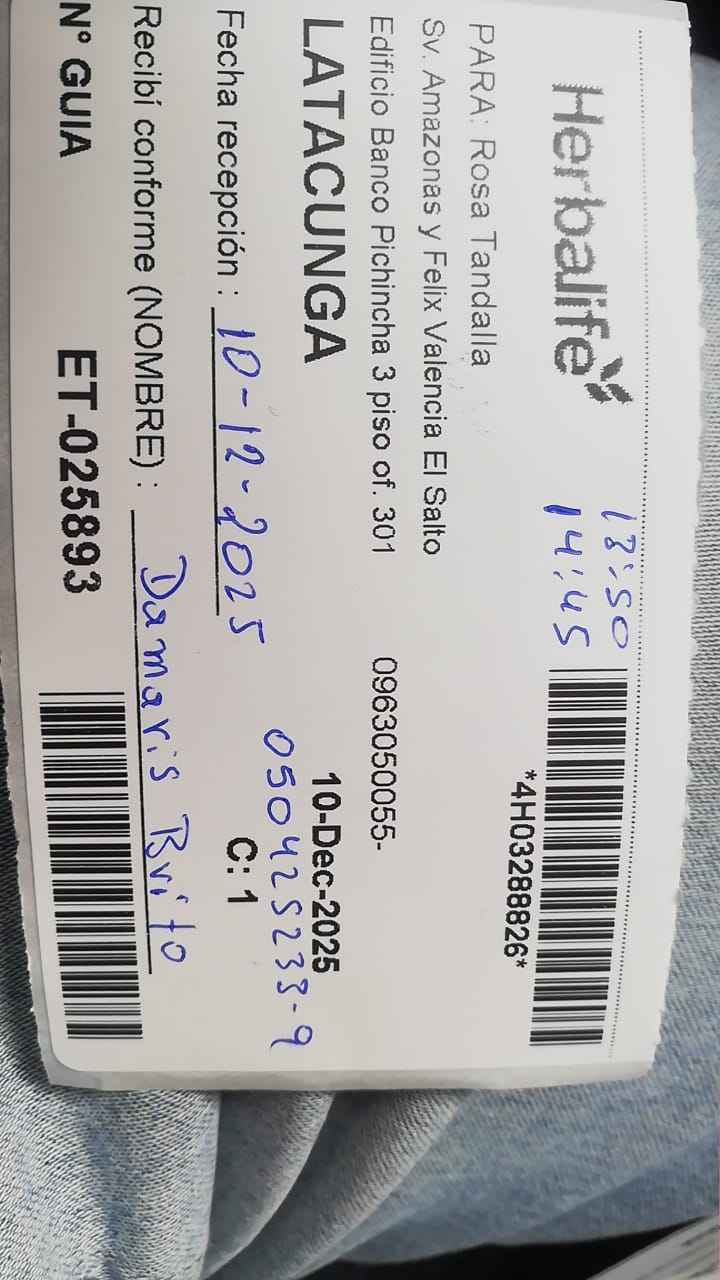 Herbalife
13:50
14:45
*4H03288826*
PARA: Rosa Tandalla
Sv. Amazonas y Felix Valencia El Salto
Edificio Banco Pichincha 3 piso of. 301 0963050055-
LATACUNGA 10-Dec-2025
050425233-9
Fecha recepción : 10-12-2025 C: 1
Recibí conforme (NOMBRE) : Damaris Brito
N° GUIA ET-025893